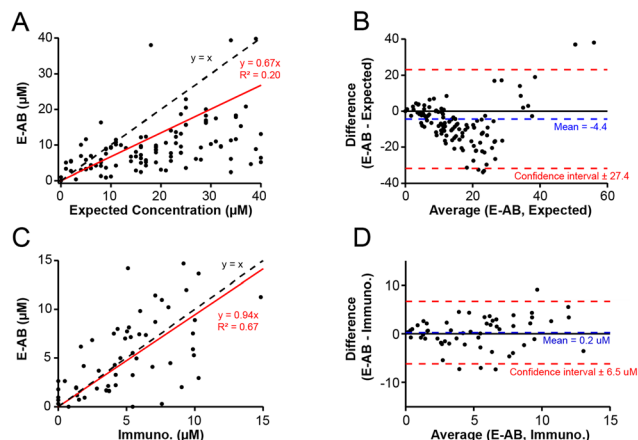 A
E-AB (μM)
40
30
20
10
0
0
10
20
30
40
Expected Concentration (μM)
y = x
y = 0.67x
R² = 0.20
B
Difference
(E-AB - Expected)
40
20
0
-20
-40
0
20
40
60
Average (E-AB, Expected)
Mean = -4.4
Confidence interval ± 27.4
C
E-AB (μM)
15
10
5
0
0
5
10
15
Immuno. (μM)
y = x
y = 0.94x
R² = 0.67
D
Difference
(E-AB - Immuno.)
10
0
-10
0
5
10
15
Average (E-AB, Immuno.)
Mean = 0.2 uM
Confidence interval ± 6.5 uM